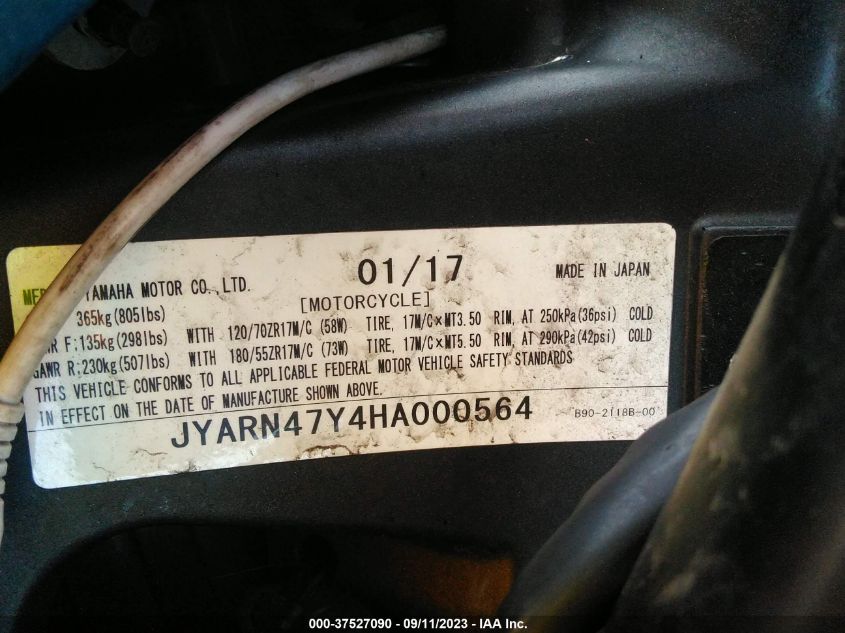 YAMAHA MOTOR CO.,LTD. 01/17 MADE IN JAPAN
365kg(805lbs) [MOTORCYCLE]
F:135kg(298lbs) WITH 120/70ZR17M/C (58W) TIRE, 17M/C×MT3.50 RIM, AT 250kPa(36psi) COLD
GAWR R:230kg(507lbs) WITH 180/55ZR17M/C (73W) TIRE, 17M/C×MT5.50 RIM, AT 290kPa(42psi) COLD
THIS VEHICLE CONFORMS TO ALL APPLICABLE FEDERAL MOTOR VEHICLE SAFETY STANDARDS
IN EFFECT ON THE DATE OF MANUFACTURE SHOWN ABOVE.
JYARN47Y4HA000564 B90-2118B-00
000-37527090 - 09/11/2023 - IAA Inc.